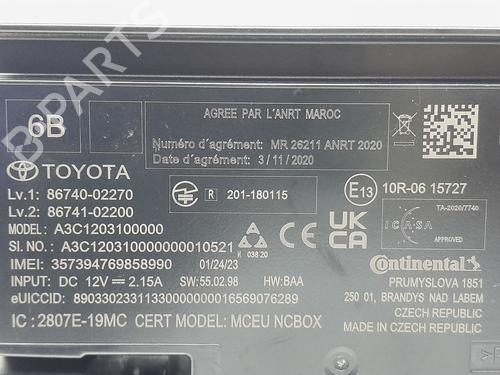 6B
AGREE PAR L'ANRT MAROC
Numéro d'agrément: MR 26211 ANRT 2020
Date d'agrément: 3/11/2020
TOYOTA
Lv.1: 86740-02270
Lv.2: 86741-02200
R 201-180115
E13 10R-06 15727
TA-2020/7740
ICASA
APPROVED
MODEL: A3C1203100000
SI. NO.: A3C12031000000010521
K 038 20
UK
CA
IMEI: 357394769858990 01/24/23
INPUT: DC 12V 2.15A SW: 55.02.98 HW:BAA
eUICCID: 89033023311330000000016569076289
IC : 2807E-19MC CERT MODEL: MCEU NCBOX
Continental
PRUMYSLOVA 1851
250 01, BRANDYS NAD LABEM
CZECH REPUBLIC
MADE IN CZECH REPUBLIC
B PARTS